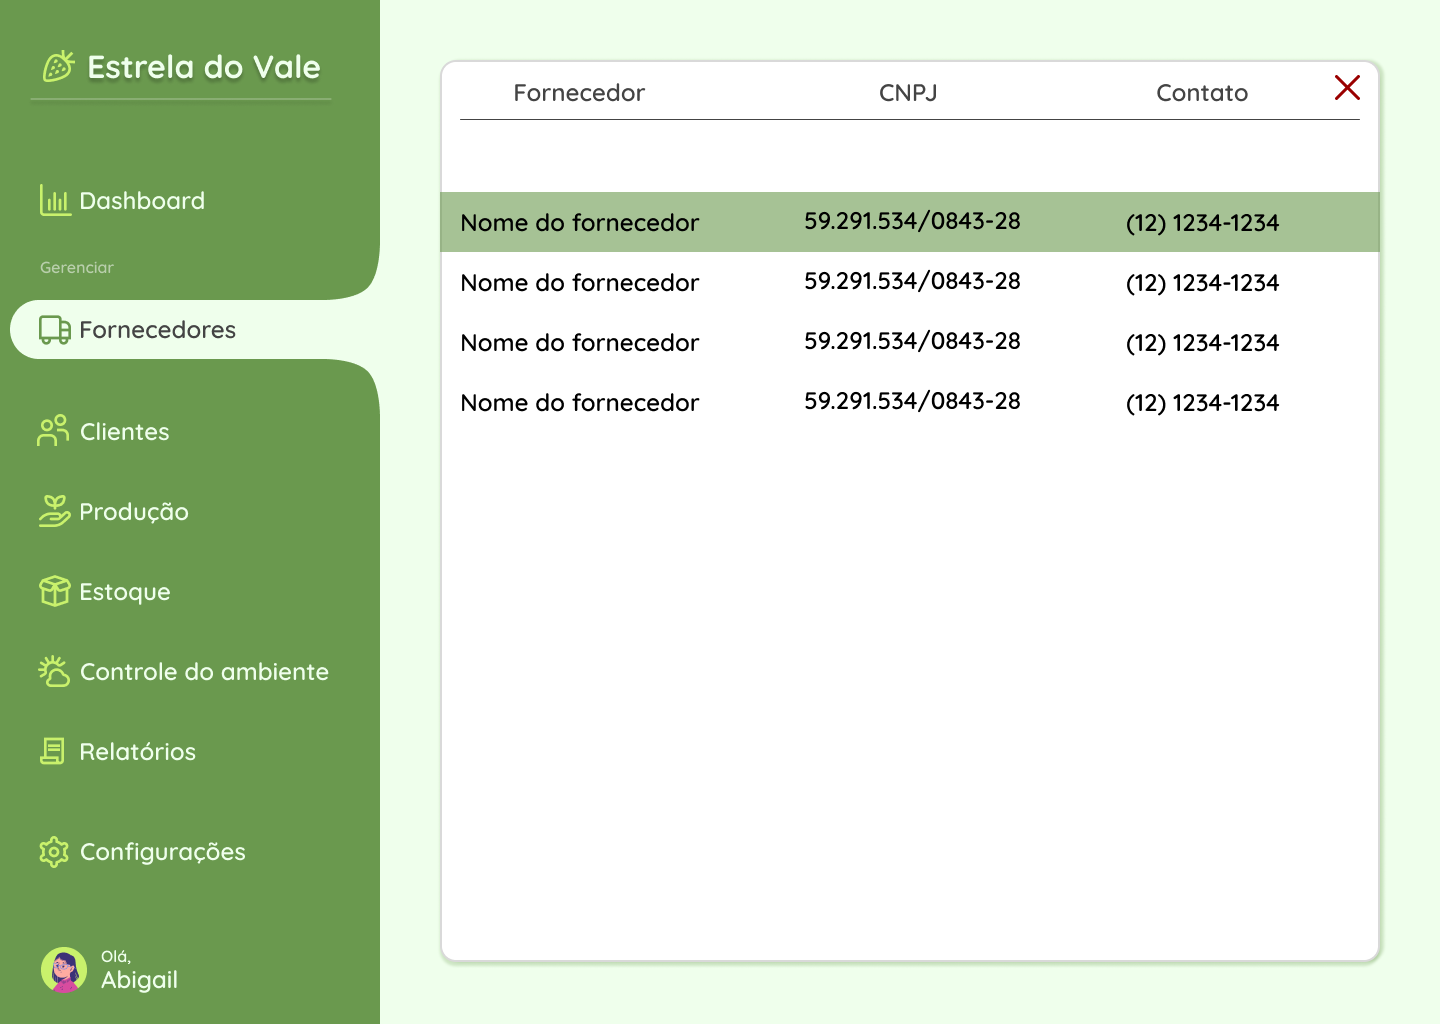 Estrela do Vale
Dashboard
Gerenciar
Fornecedores
Clientes
Produção
Estoque
Controle do ambiente
Relatórios
Configurações
Olá,
Abigail
Fornecedor CNPJ Contato
Nome do fornecedor 59.291.534/0843-28 (12) 1234-1234
Nome do fornecedor 59.291.534/0843-28 (12) 1234-1234
Nome do fornecedor 59.291.534/0843-28 (12) 1234-1234
Nome do fornecedor 59.291.534/0843-28 (12) 1234-1234